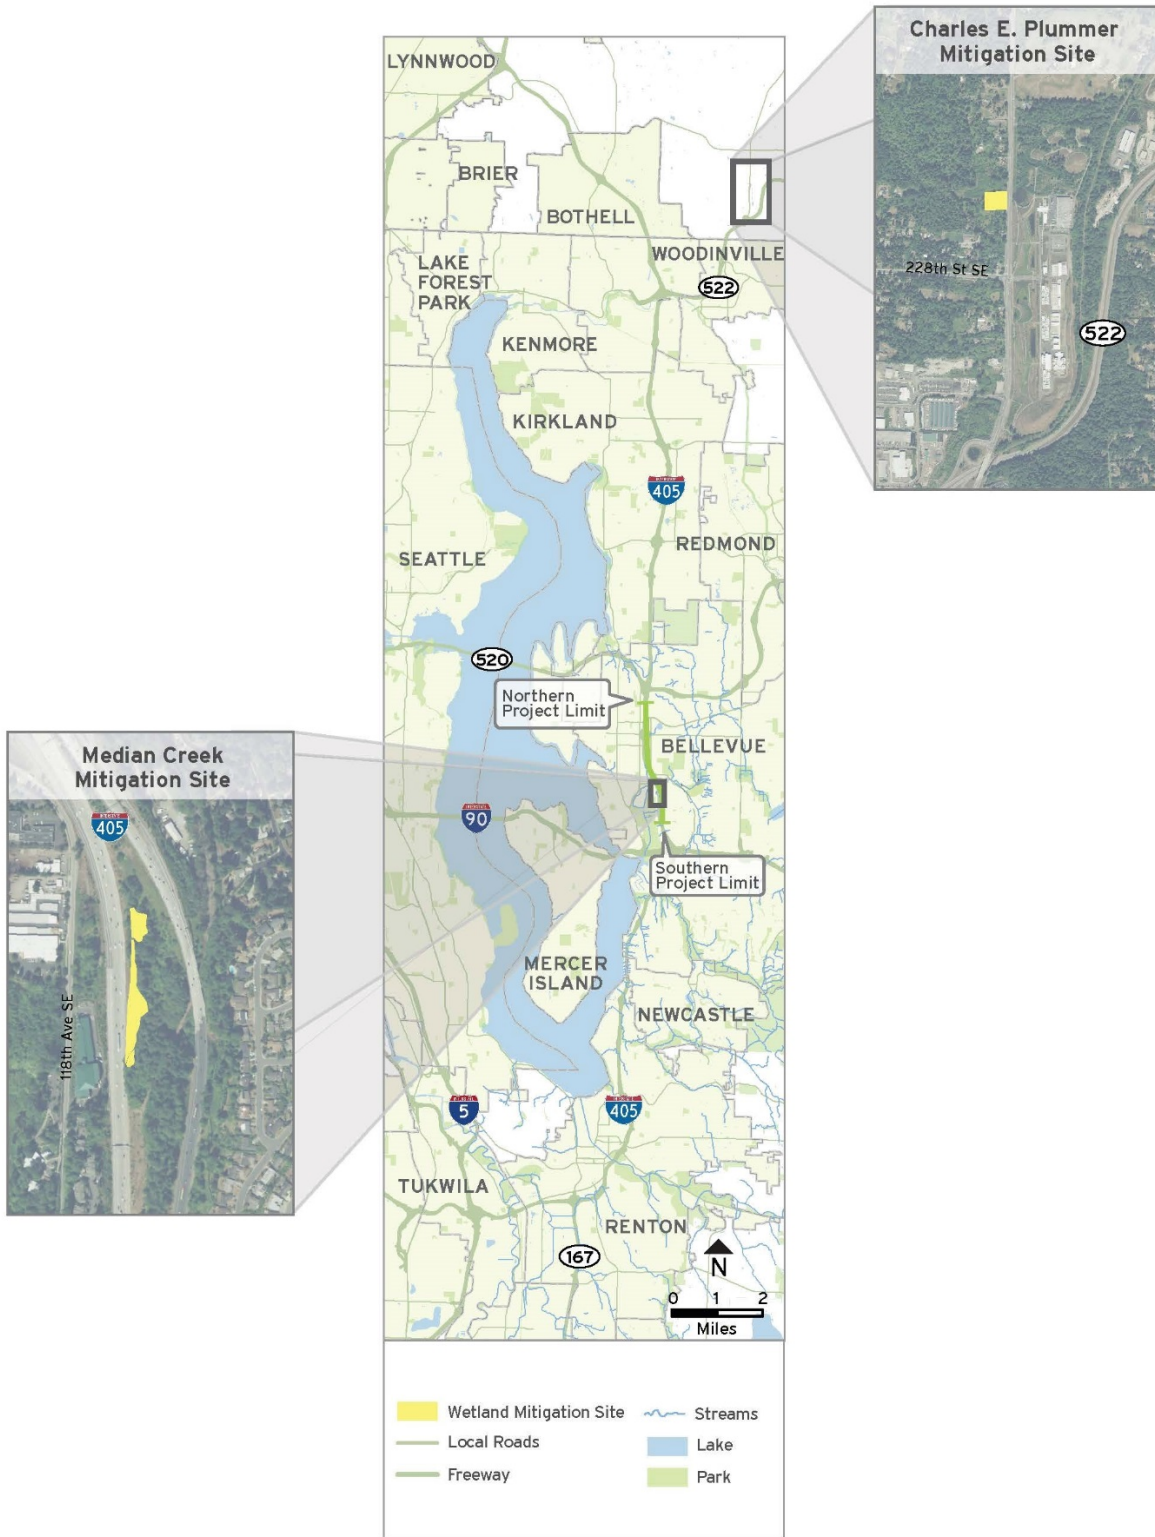 Charles E. Plummer
Mitigation Site
228th St SE
522
LYNNWOOD
BRIER
BOTHELL
WOODINVILLE
LAKE
FOREST
PARK
522
KENMORE
KIRKLAND
405
REDMOND
SEATTLE
520
Northern
Project Limit
BELLEVUE
90
Southern
Project Limit
MERCER
ISLAND
NEWCASTLE
5
405
TUKWILA
RENTON
167
N
0 1 2
Miles
Median Creek
Mitigation Site
405
118th Ave SE
Wetland Mitigation Site
Streams
Local Roads
Lake
Freeway
Park